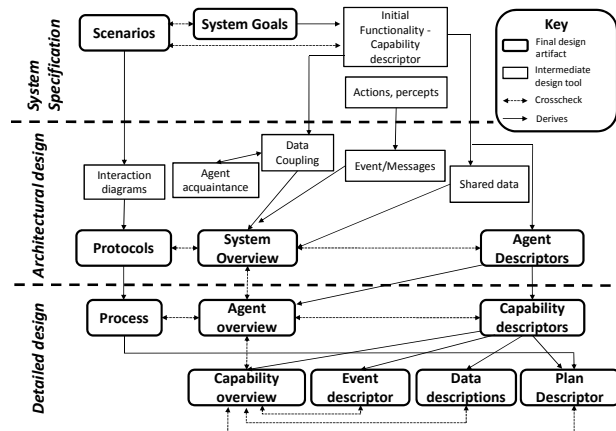 System Specification
Architectural design
Detailed design
Scenarios
System Goals
Initial
Functionality -
Capability
descriptor
Key
Final design
artifact
Intermediate
design tool
Crosscheck
Derives
Actions, percepts
Interaction
diagrams
Agent
acquaintance
Data
Coupling
Event/Messages
Shared data
Protocols
System
Overview
Agent
Descriptors
Process
Agent
overview
Capability
descriptors
Capability
overview
Event
descriptor
Data
descriptions
Plan
Descriptor